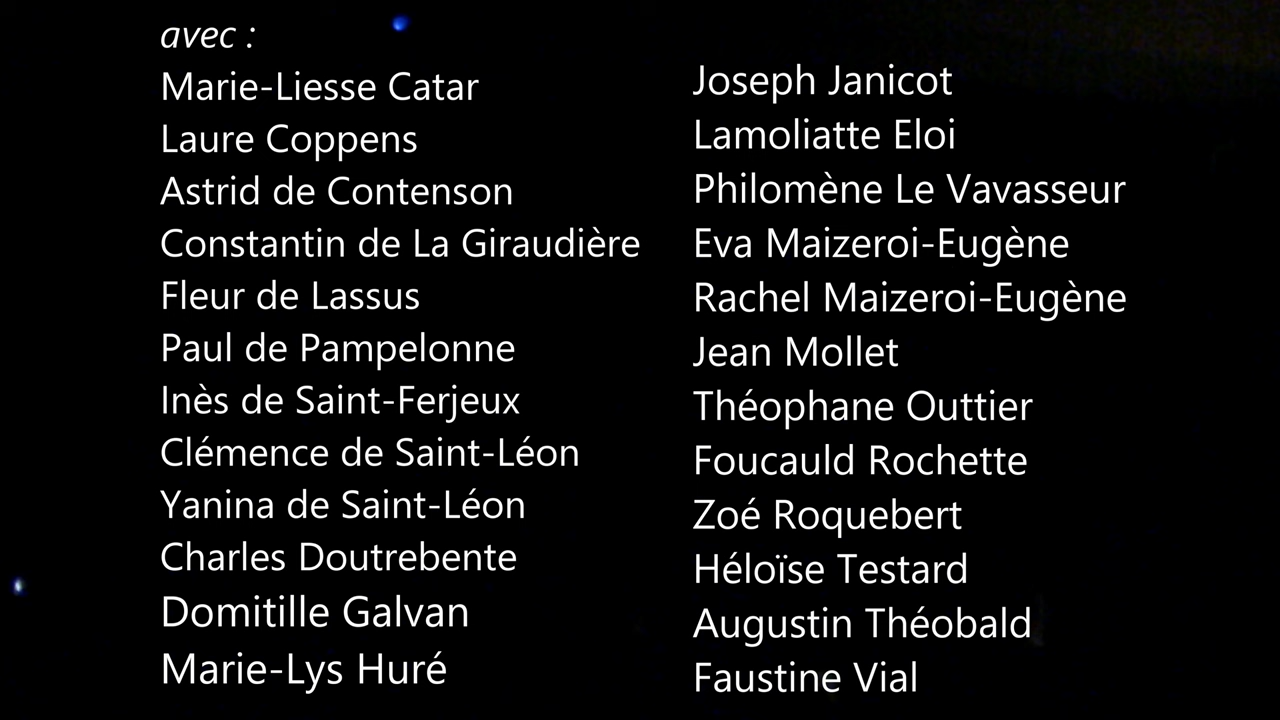 avec :
Marie-Liesse Catar
Laure Coppens
Astrid de Contenson
Constantin de La Giraudière
Fleur de Lassus
Paul de Pampelonne
Inès de Saint-Ferjeux
Clémence de Saint-Léon
Yanina de Saint-Léon
Charles Doutrebente
Domitille Galvan
Marie-Lys Huré
Joseph Janicot
Lamoliatte Eloi
Philomène Le Vavasseur
Eva Maizeroi-Eugène
Rachel Maizeroi-Eugène
Jean Mollet
Théophane Outtier
Foucauld Rochette
Zoé Roquebert
Héloïse Testard
Augustin Théobald
Faustine Vial